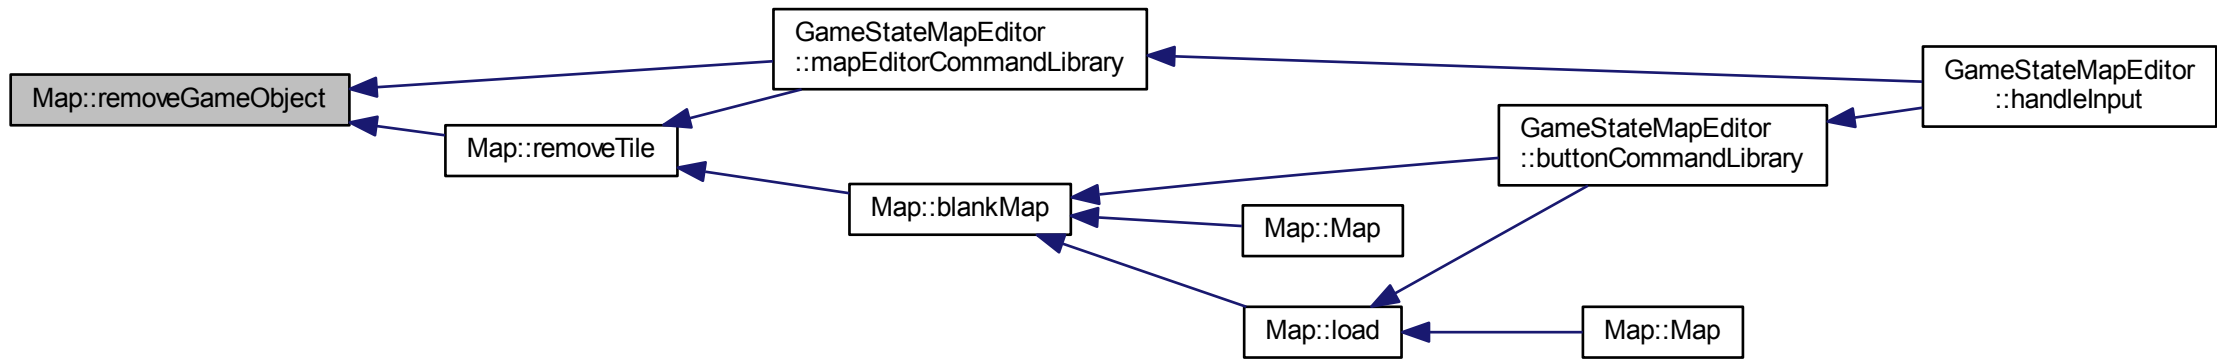 Map::removeGameObject
GameStateMapEditor
::mapEditorCommandLibrary
Map::removeTile
Map::blankMap
GameStateMapEditor
::buttonCommandLibrary
Map::Map
Map::load
Map::Map
GameStateMapEditor
::handleInput